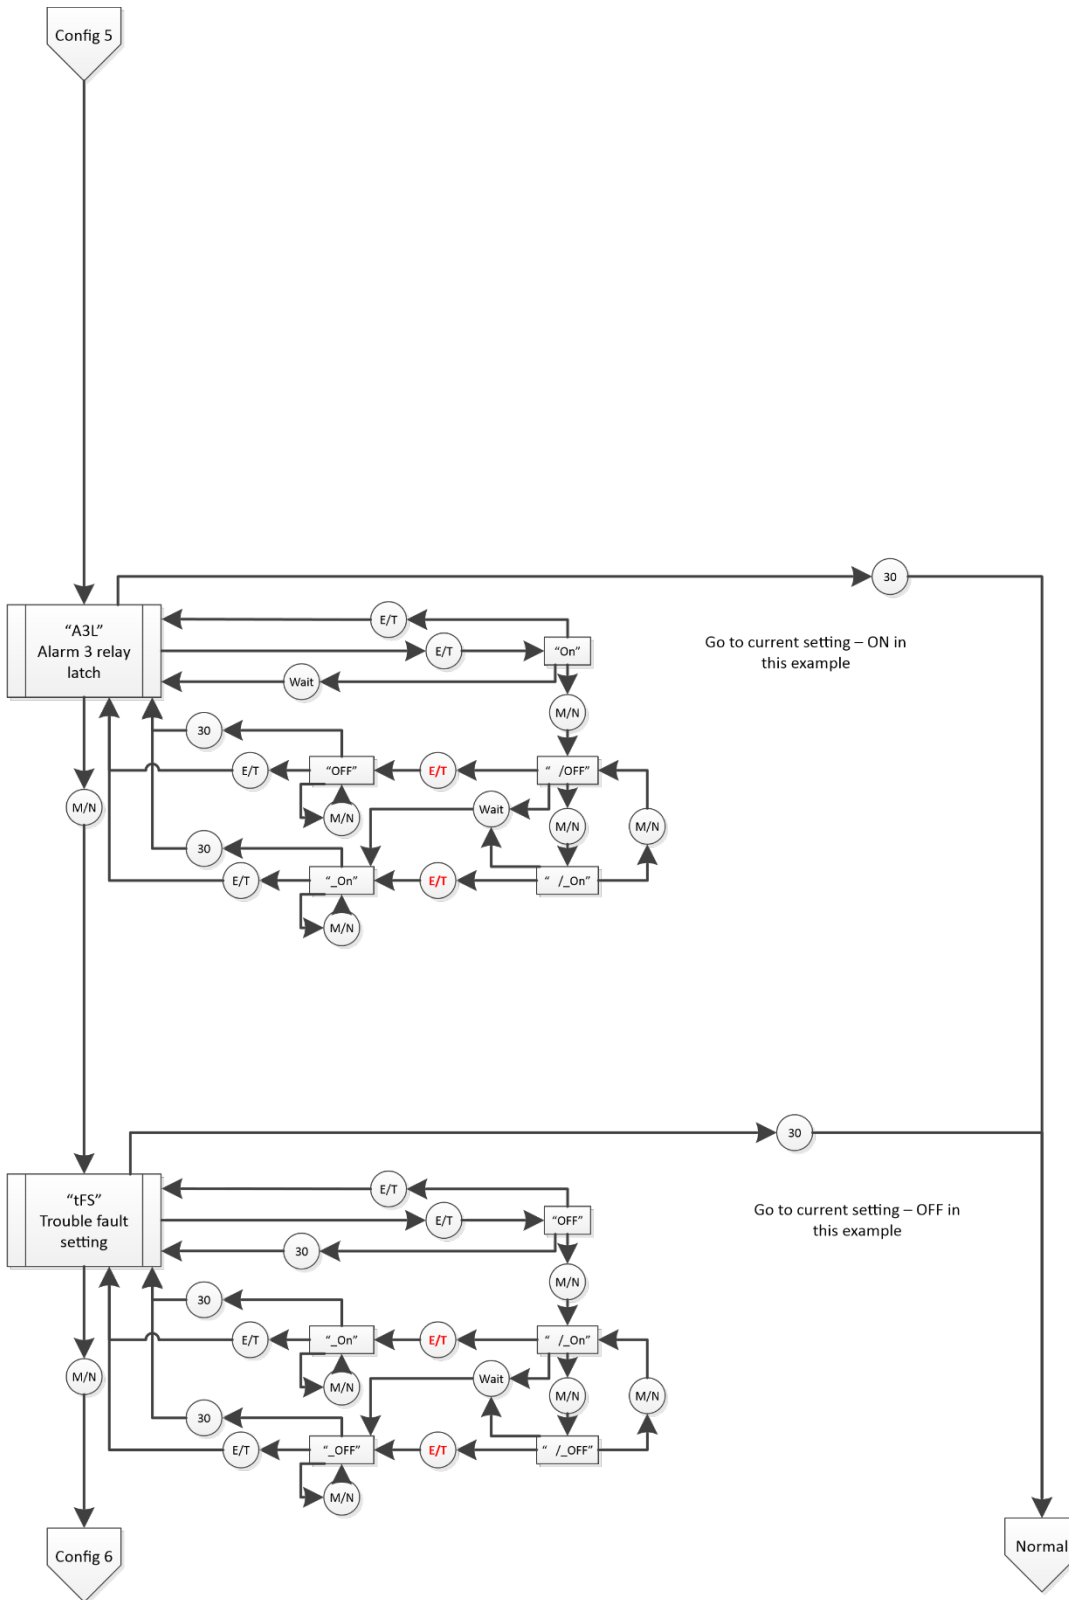 Config 5
30
"A3L"
Alarm 3 relay
latch
E/T
E/T
"On"
Go to current setting – ON in
this example
Wait
M/N
30
E/T
"OFF"
E/T
"  /OFF"
M/N
M/N
Wait
M/N
M/N
30
E/T
"_On"
E/T
"  /_On"
M/N
30
"tFS"
Trouble fault
setting
E/T
E/T
"OFF"
Go to current setting – OFF in
this example
30
M/N
30
E/T
"_On"
E/T
"  /_On"
M/N
M/N
Wait
M/N
M/N
30
E/T
"_OFF"
E/T
"  /_OFF"
M/N
Config 6
Normal